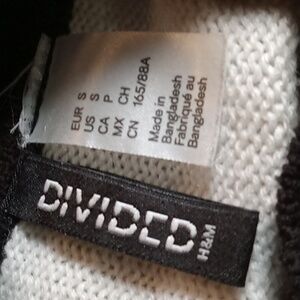 EUR S
US S
CA P
MX CH
CN 165/88A
Made in
Bangladesh
Fabriqué au
Bangladesh
DIVIDED
H&M